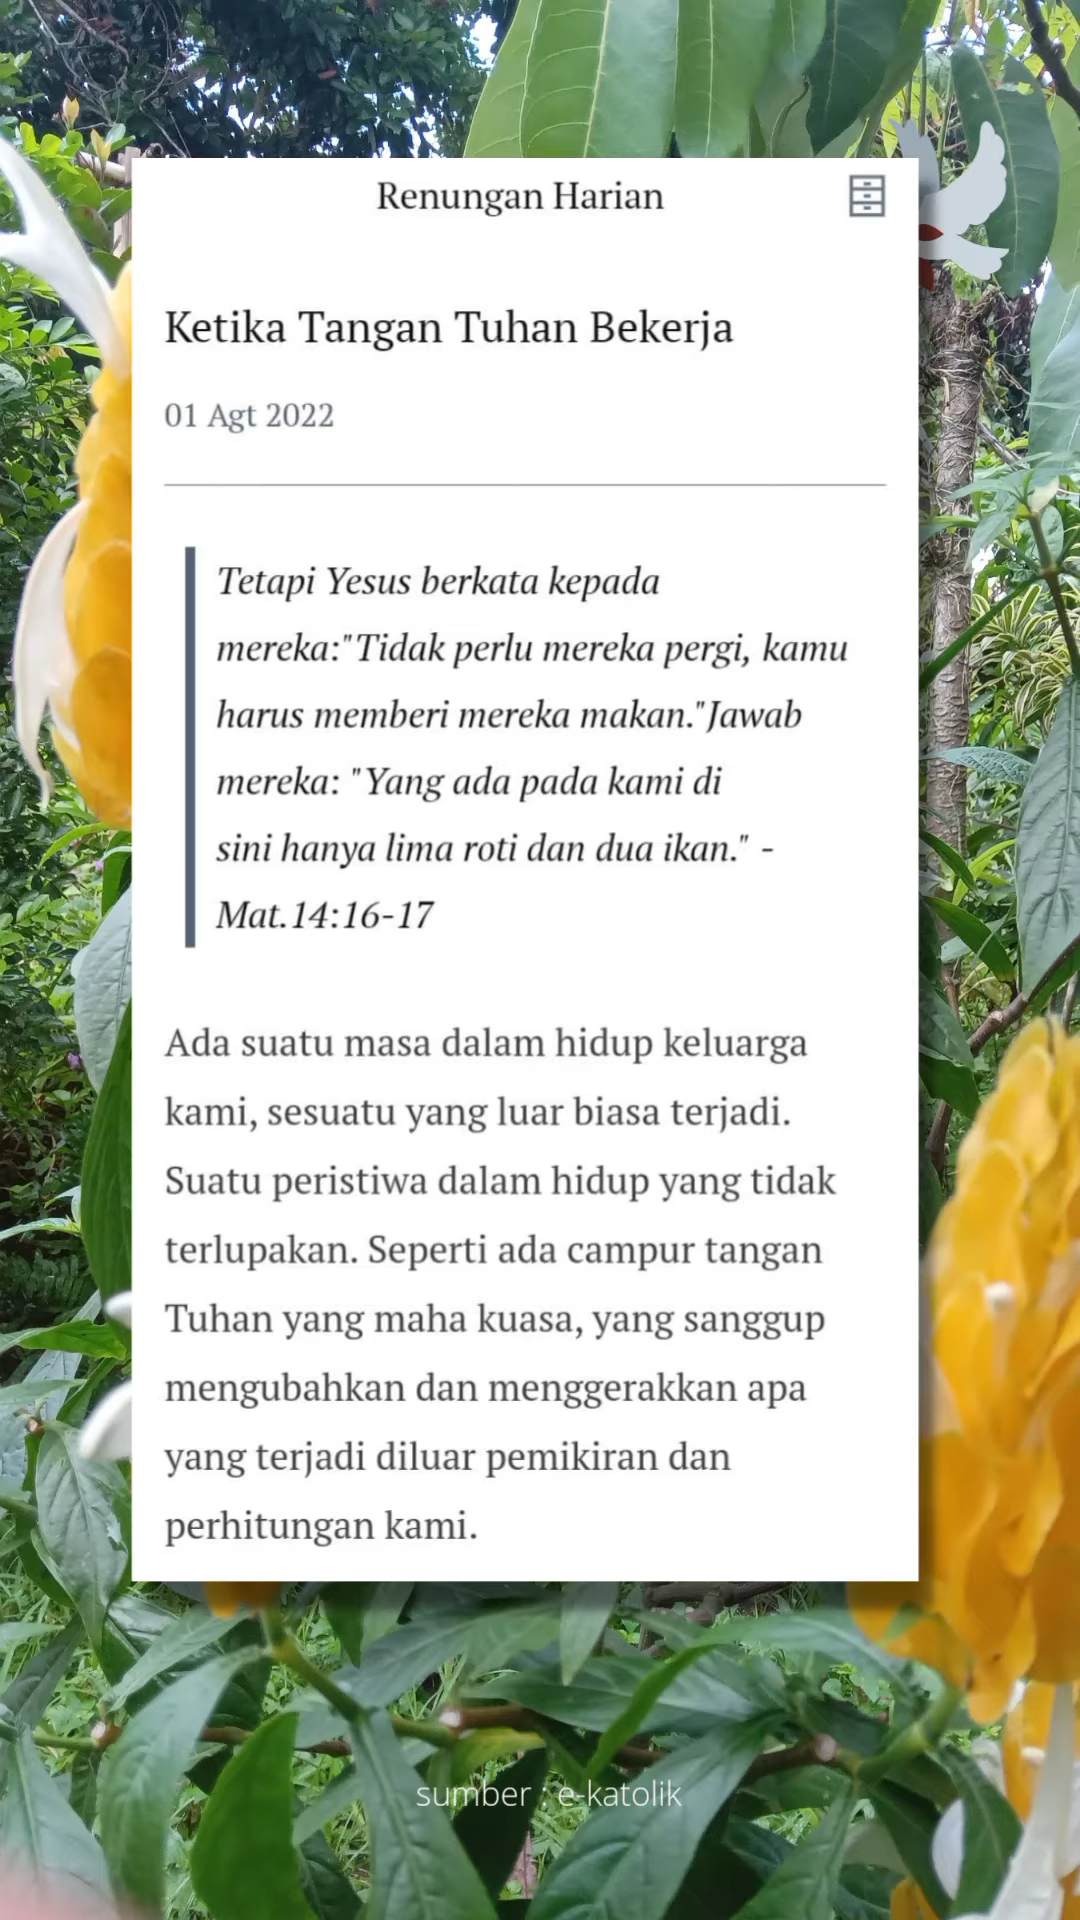 Renungan Harian
Ketika Tangan Tuhan Bekerja
01 Agt 2022
Tetapi Yesus berkata kepada
mereka:"Tidak perlu mereka pergi, kamu
harus memberi mereka makan."Jawab
mereka: "Yang ada pada kami di
sini hanya lima roti dan dua ikan." -
Mat.14:16-17
Ada suatu masa dalam hidup keluarga
kami, sesuatu yang luar biasa terjadi.
Suatu peristiwa dalam hidup yang tidak
terlupakan. Seperti ada campur tangan
Tuhan yang maha kuasa, yang sanggup
mengubahkan dan menggerakkan apa
yang terjadi diluar pemikiran dan
perhitungan kami.
sumber : e-katolik